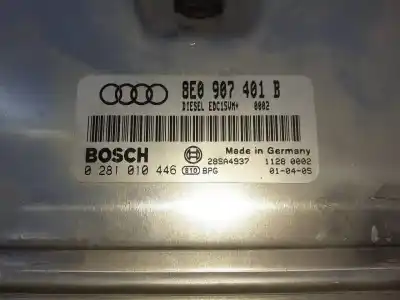 8E0 907 401 B
DIESEL EDC15VM+ 0002
BOSCH
Made in Germany
28SA4937 1128 0002
0 281 010 446 S10 BPG 01-04-05